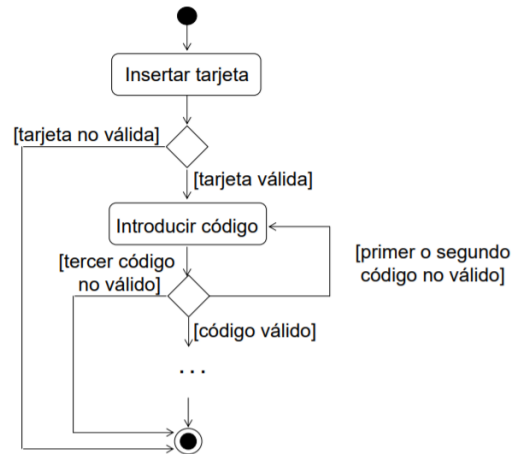 Insertar tarjeta
[tarjeta no válida]
[tarjeta válida]
Introducir código
[primer o segundo
código no válido]
[tercer código
no válido]
[código válido]
...